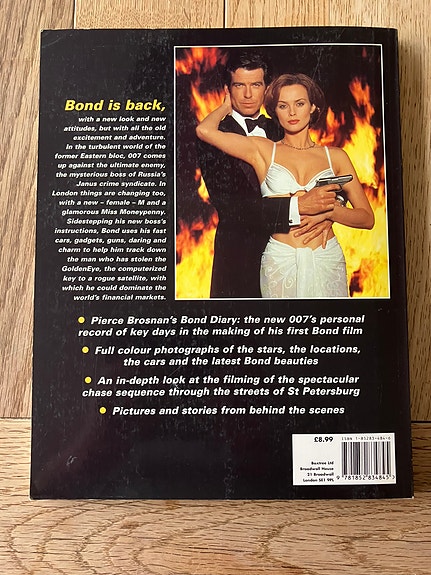 Bond is back,
with a new look and new
attitudes, but with all the old
excitement and adventure.
In the turbulent world of the
former Eastern bloc, 007 comes
up against the ultimate enemy,
the mysterious boss of Russia's
Janus crime syndicate. In
London things are changing too,
with a new – female – M and a
glamorous Miss Moneypenny.
Sidestepping his new boss's
instructions, Bond uses his fast
cars, gadgets, guns, daring and
charm to help him track down
the man who has stolen the
GoldenEye, the computerized
key to a rogue satellite, with
which he could dominate the
world's financial markets.
Pierce Brosnan's Bond Diary: the new 007's personal
record of key days in the making of his first Bond film
Full colour photographs of the stars, the locations,
the cars and the latest Bond beauties
An in-depth look at the filming of the spectacular
chase sequence through the streets of St Petersburg
Pictures and stories from behind the scenes
£8.99
Boxtree Ltd
Broadwall House
21 Broadwall
London SE1 9PL
ISBN 1-85283-484-6
9 781852 834845